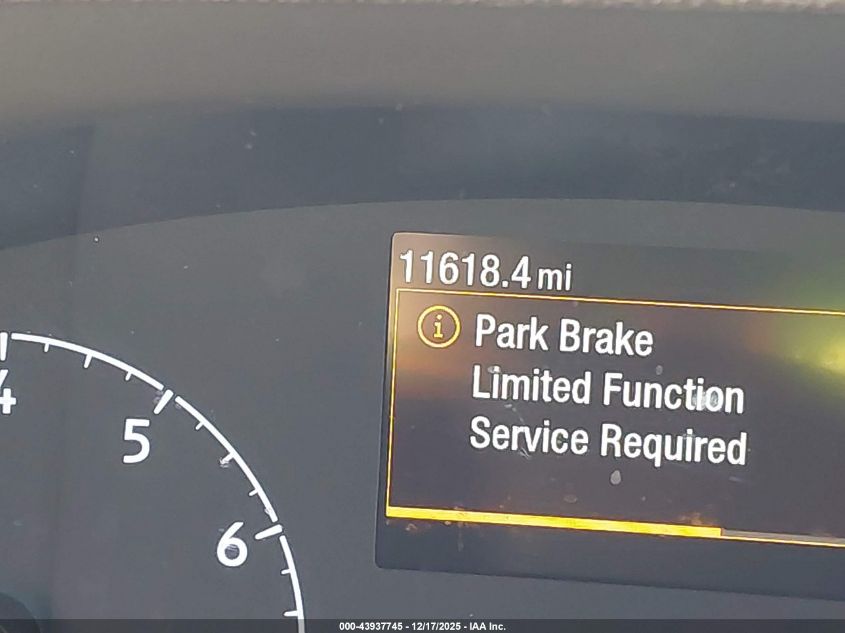 11618.4 mi
Park Brake
Limited Function
Service Required
4
5
6
000-43937745 - 12/17/2025 - IAA Inc.